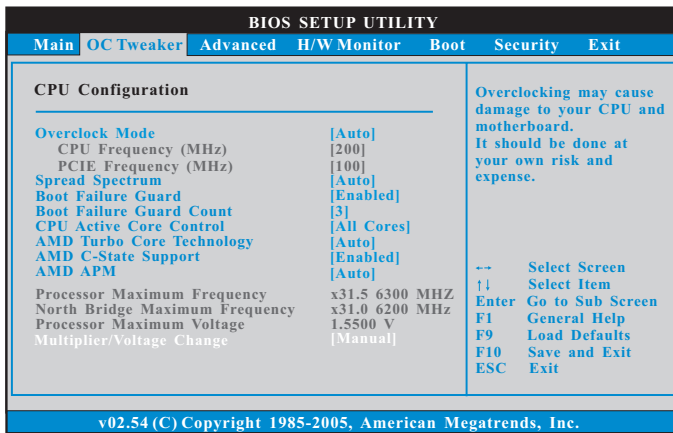 BIOS SETUP UTILITY
Main OC Tweaker Advanced H/W Monitor Boot Security Exit
CPU Configuration
Overclock Mode [Auto]
CPU Frequency (MHz) [200]
PCIE Frequency (MHz) [100]
Spread Spectrum [Auto]
Boot Failure Guard [Enabled]
Boot Failure Guard Count [3]
CPU Active Core Control [All Cores]
AMD Turbo Core Technology [Auto]
AMD C-State Support [Enabled]
AMD APM [Auto]
Processor Maximum Frequency x31.5 6300 MHZ
North Bridge Maximum Frequency x31.0 6200 MHz
Processor Maximum Voltage 1.5500 V
Multiplier/Voltage Change [Manual]
Overclocking may cause
damage to your CPU and
motherboard.
It should be done at
your own risk and
expense.
←→ Select Screen
↑↓ Select Item
Enter Go to Sub Screen
F1 General Help
F9 Load Defaults
F10 Save and Exit
ESC Exit
v02.54 (C) Copyright 1985-2005, American Megatrends, Inc.